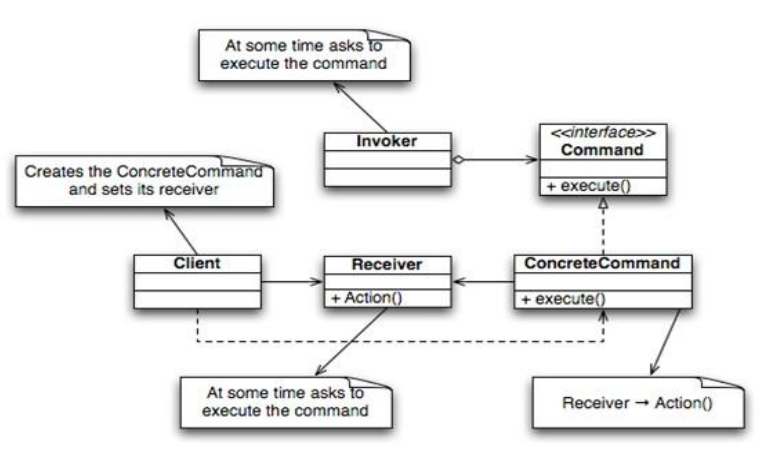 At some time asks to
execute the command
Invoker
<<interface>>
Command
+ execute()
Creates the ConcreteCommand
and sets its receiver
Client
Receiver
+ Action()
ConcreteCommand
+ execute()
At some time asks to
execute the command
Receiver → Action()